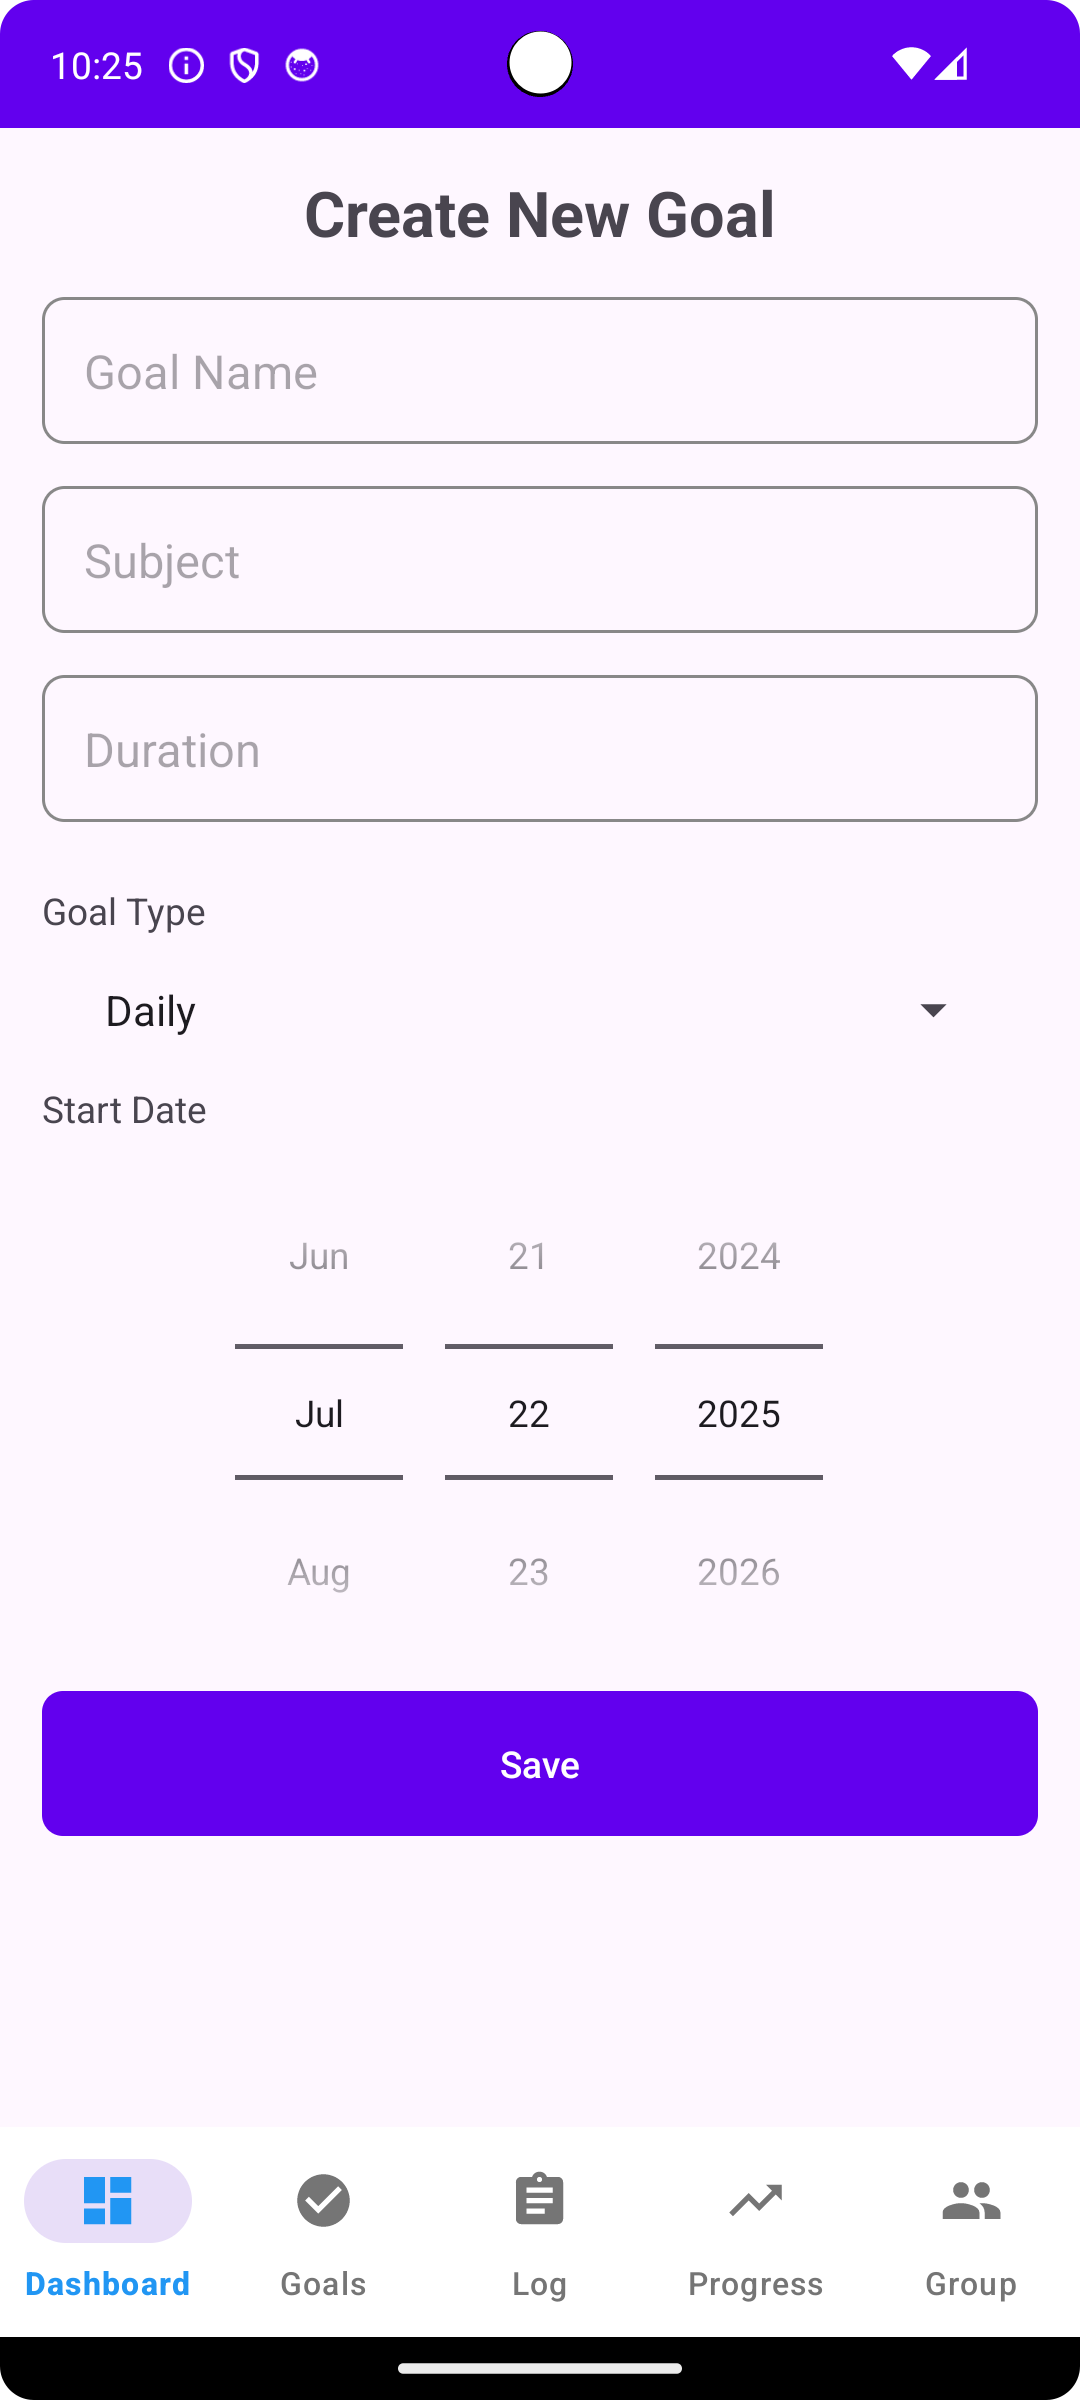 10:25
Create New Goal
Goal Name
Subject
Duration
Goal Type
Daily
Start Date
Jun 21 2024
Jul 22 2025
Aug 23 2026
Save
Dashboard Goals Log Progress Group